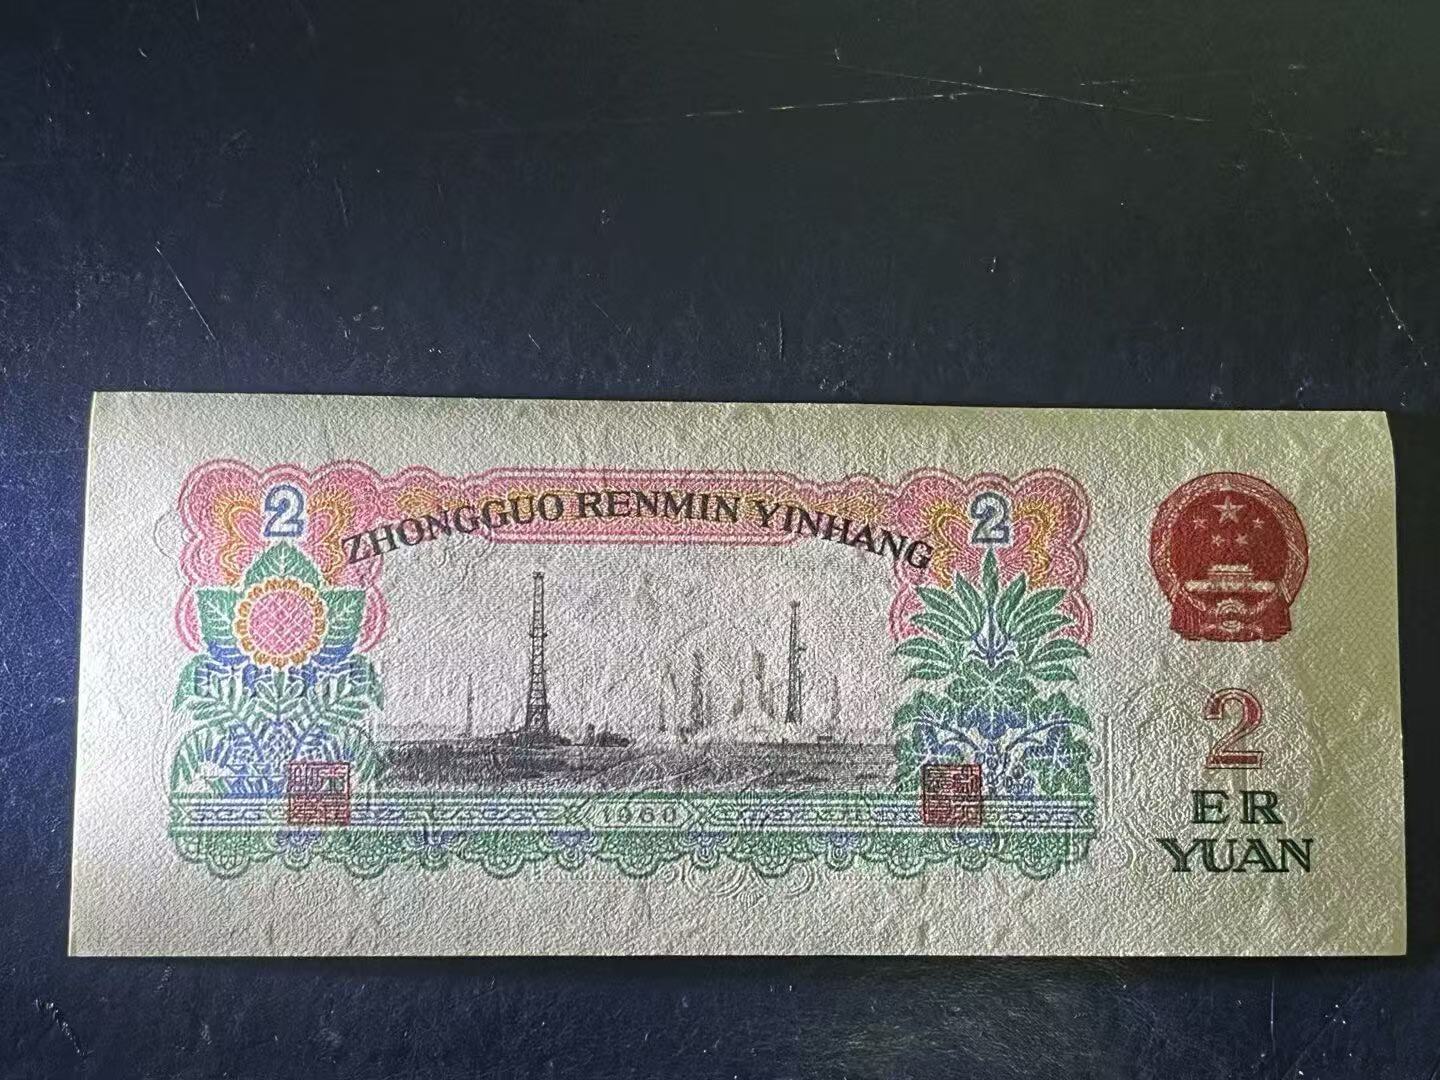 2
ZHONGGUO RENMIN YINHANG
2
1960
2
ER
YUAN